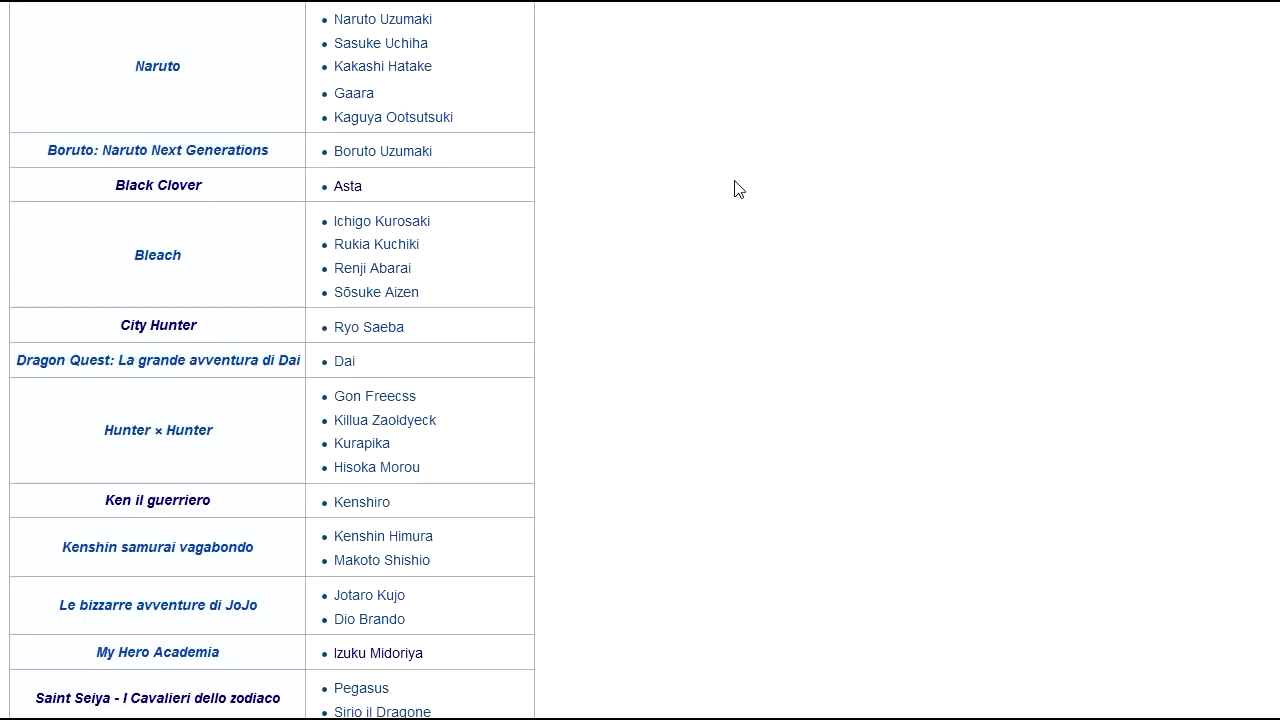 Naruto
Naruto Uzumaki
Sasuke Uchiha
Kakashi Hatake
Gaara
Kaguya Ootsutsuki
Boruto: Naruto Next Generations
Boruto Uzumaki
Black Clover
Asta
Bleach
Ichigo Kurosaki
Rukia Kuchiki
Renji Abarai
Sōsuke Aizen
City Hunter
Ryo Saeba
Dragon Quest: La grande avventura di Dai
Dai
Hunter × Hunter
Gon Freecss
Killua Zaoldyeck
Kurapika
Hisoka Morou
Ken il guerriero
Kenshiro
Kenshin samurai vagabondo
Kenshin Himura
Makoto Shishio
Le bizzarre avventure di JoJo
Jotaro Kujo
Dio Brando
My Hero Academia
Izuku Midoriya
Saint Seiya - I Cavalieri dello zodiaco
Pegasus
Sirio il Dragone